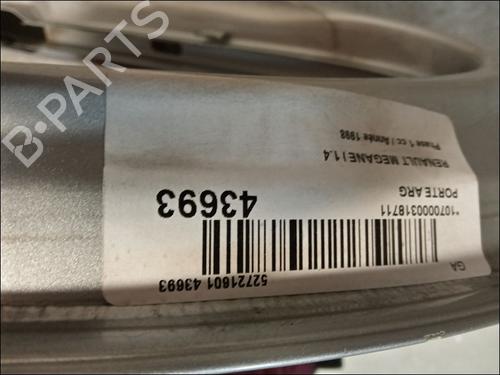 GA
52721601 43693
*1070000318711
PORTE ARG
43693
RENAULT MEGANE I 1.4
Phase 1 cc / Année 1998
B-PARTS